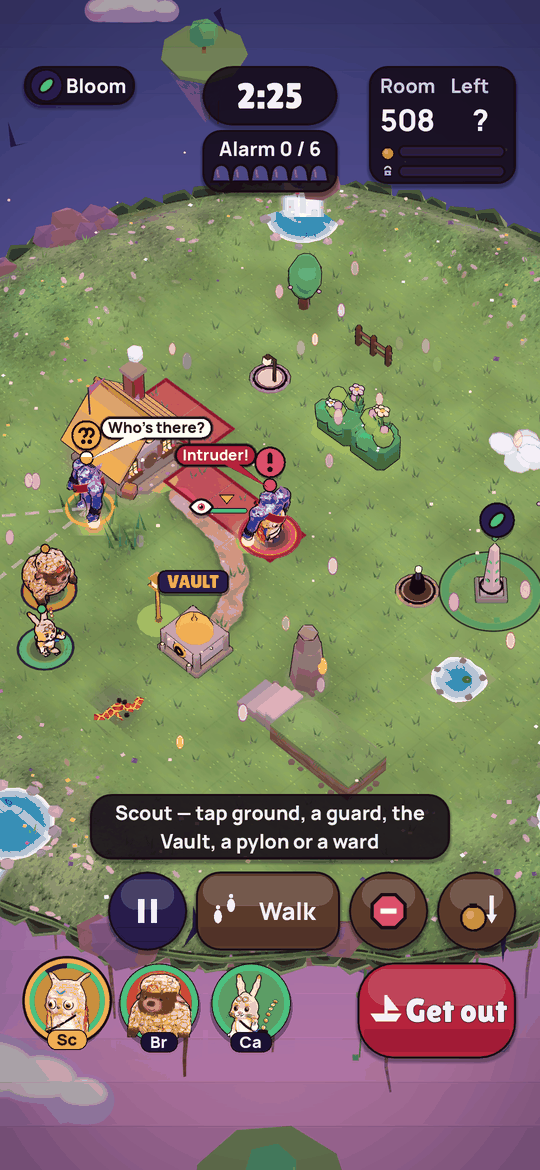 Bloom
2:25
Room Left
508 ?
Alarm 0 / 6
??
Who's there?
Intruder!
!
VAULT
Scout — tap ground, a guard, the
Vault, a pylon or a ward
Walk
Get out
Sc
Br
Ca